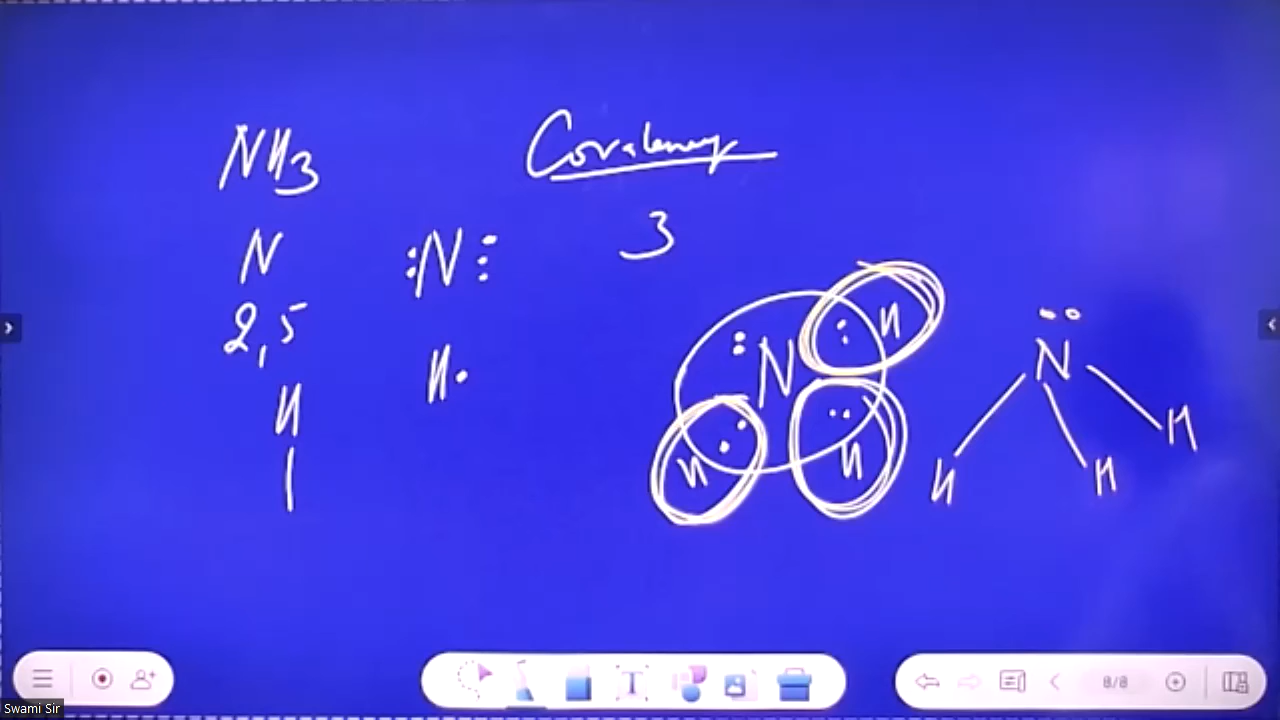 NH3
Covalency
N
:N⋮
3
2,5
H
H.
1
:N:H
H
H
N
H
H
H
T
8/8
Swami Sir